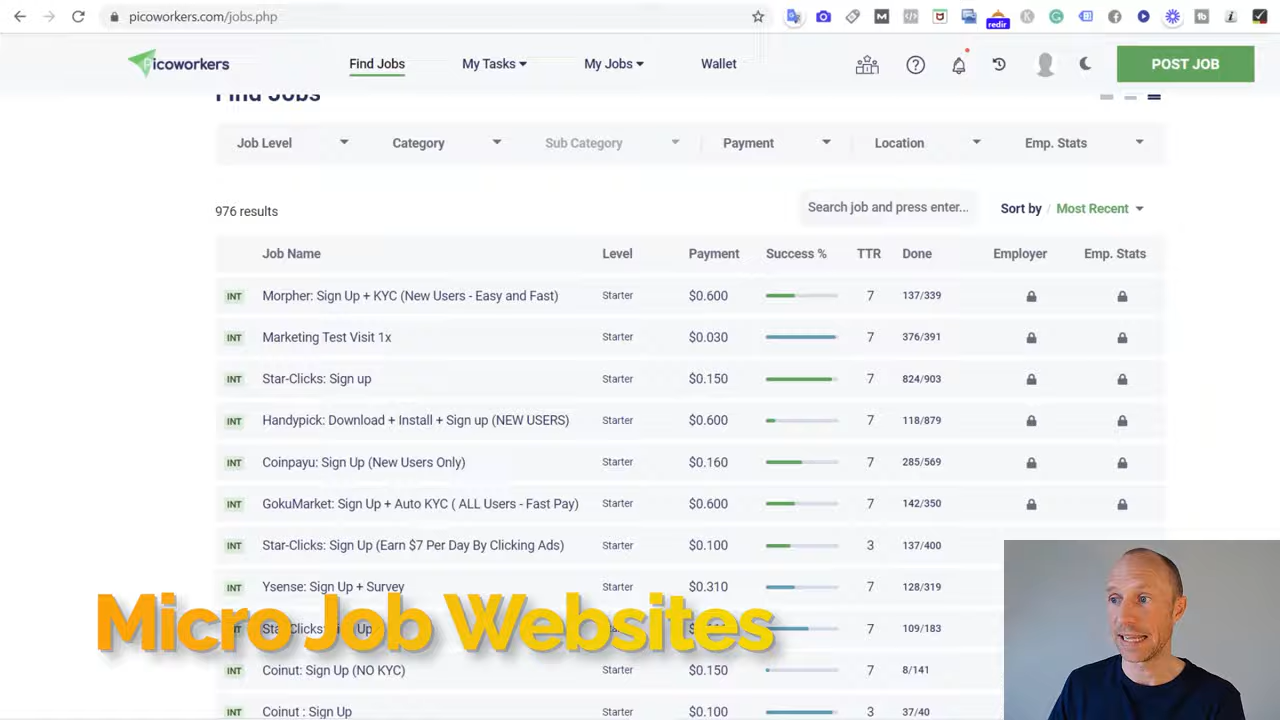 picoworkers.com/jobs.php
redir
picoworkers
Find Jobs
My Tasks
My Jobs
Wallet
POST JOB
Find Jobs
Job Level
Category
Sub Category
Payment
Location
Emp. Stats
976 results
Search job and press enter...
Sort by / Most Recent
Job Name Level Payment Success % TTR Done Employer Emp. Stats
INT Morpher: Sign Up + KYC (New Users - Easy and Fast) Starter $0.600 7 137/339
INT Marketing Test Visit 1x Starter $0.030 7 376/391
INT Star-Clicks: Sign up Starter $0.150 7 824/903
INT Handypick: Download + Install + Sign up (NEW USERS) Starter $0.600 7 118/879
INT Coinpayu: Sign Up (New Users Only) Starter $0.160 7 285/569
INT GokuMarket: Sign Up + Auto KYC ( ALL Users - Fast Pay) Starter $0.600 7 142/350
INT Star-Clicks: Sign Up (Earn $7 Per Day By Clicking Ads) Starter $0.100 3 137/400
INT Ysense: Sign Up + Survey Starter $0.310 7 128/319
Micro Job Websites
7 109/183
INT Coinut: Sign Up (NO KYC) Starter $0.150 7 8/141
INT Coinut : Sign Up Starter $0.100 3 37/40